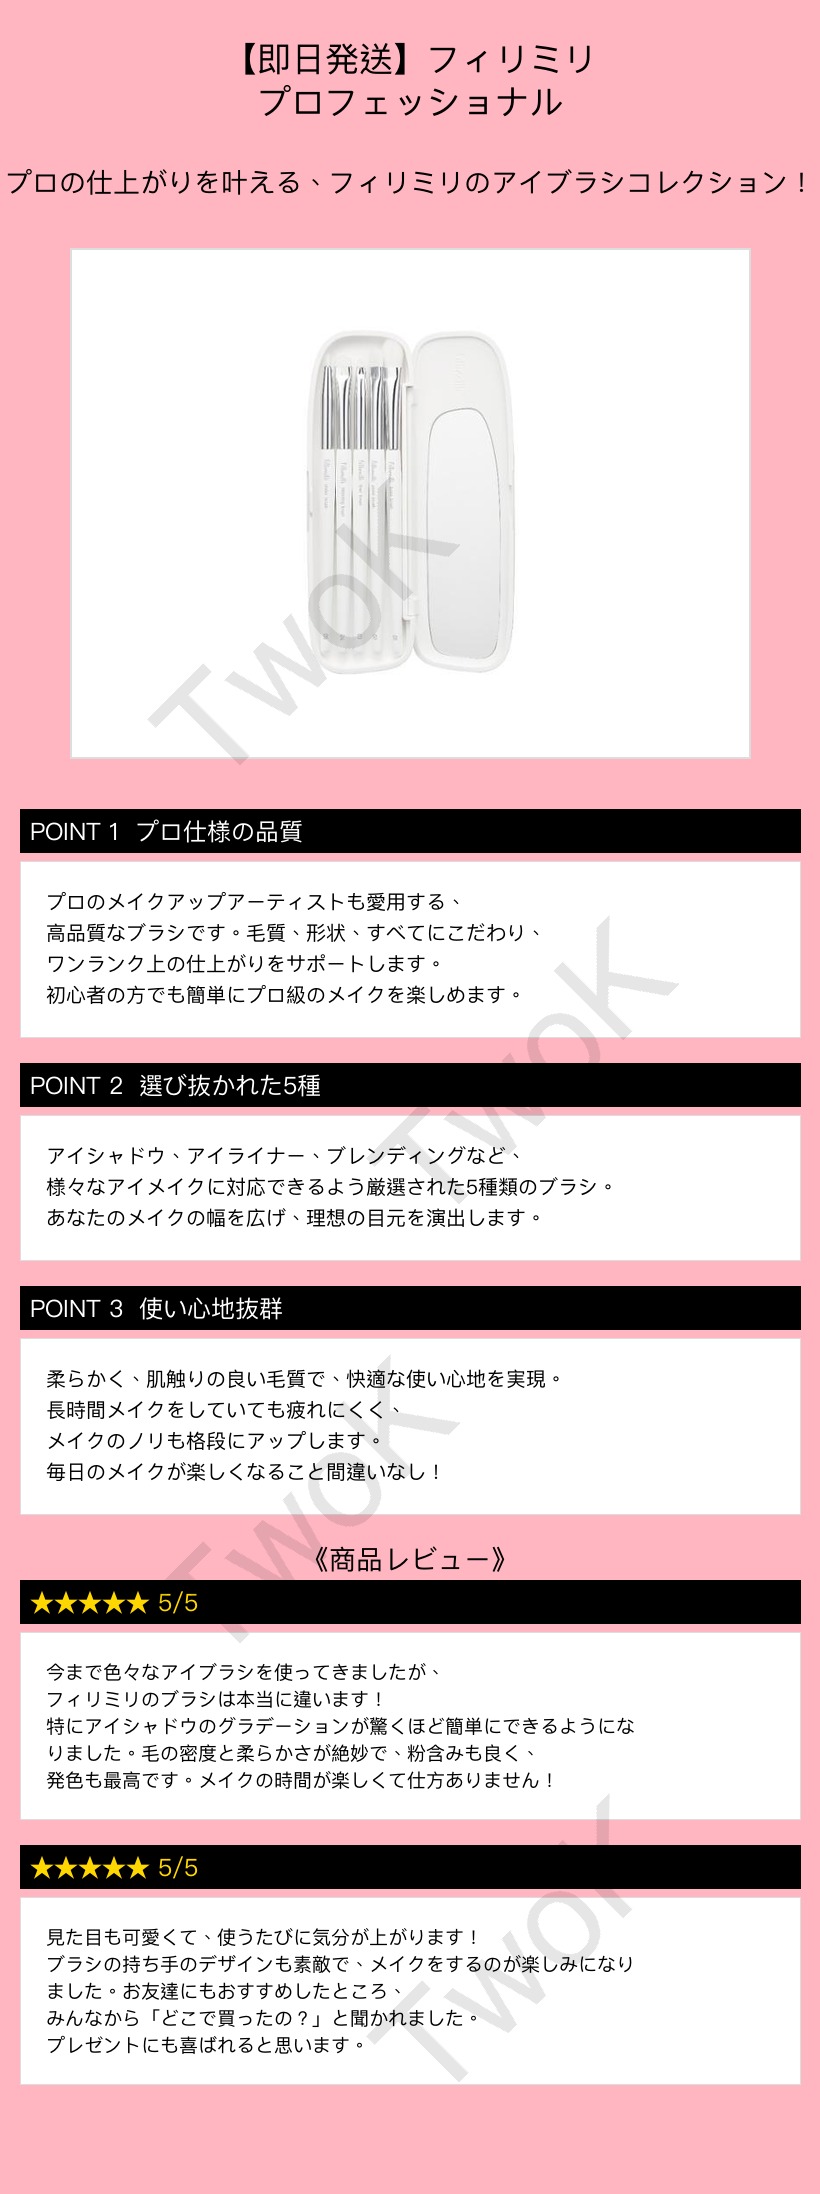 【即日発送】フィリミリ
プロフェッショナル
プロの仕上がりを叶える、フィリミリのアイブラシコレクション！
TwoK
POINT 1 プロ仕様の品質
プロのメイクアップアーティストも愛用する、
高品質なブラシです。毛質、形状、すべてにこだわり、
ワンランク上の仕上がりをサポートします。
初心者の方でも簡単にプロ級のメイクを楽しめます。
TwoK
POINT 2 選び抜かれた5種
アイシャドウ、アイライナー、ブレンディングなど、
様々なアイメイクに対応できるよう厳選された5種類のブラシ。
あなたのメイクの幅を広げ、理想の目元を演出します。
POINT 3 使い心地抜群
柔らかく、肌触りの良い毛質で、快適な使い心地を実現。
長時間メイクをしていても疲れにくく、
メイクのノリも格段にアップします。
毎日のメイクが楽しくなること間違いなし！
TwoK
《商品レビュー》
★★★★★ 5/5
今まで色々なアイブラシを使ってきましたが、
フィリミリのブラシは本当に違います！
特にアイシャドウのグラデーションが驚くほど簡単にできるようにな
りました。毛の密度と柔らかさが絶妙で、粉含みも良く、
発色も最高です。メイクの時間が楽しくて仕方ありません！
★★★★★ 5/5
見た目も可愛くて、使うたびに気分が上がります！
ブラシの持ち手のデザインも素敵で、メイクをするのが楽しみになり
ました。お友達にもおすすめしたところ、
みんなから「どこで買ったの？」と聞かれました。
プレゼントにも喜ばれると思います。
TwoK